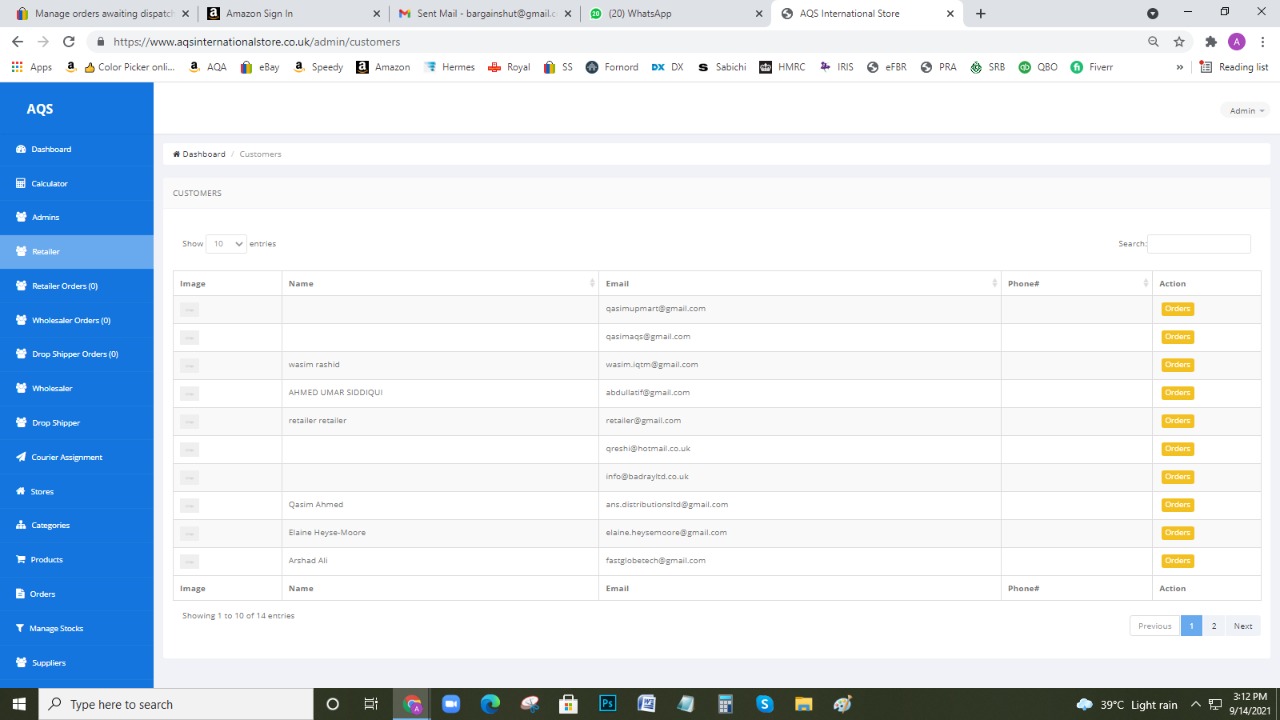 Manage orders awaiting dispatch
Amazon Sign In
Sent Mail - bargainshut@gmail.c
(20) WhatsApp
AQS International Store
https://www.aqsinternationalstore.co.uk/admin/customers
Apps
Color Picker onli...
AQA
eBay
Speedy
Amazon
Hermes
Royal
SS
Fornord
DX DX
Sabichi
HMRC
IRIS
eFBR
PRA
SRB
QBO
Fiverr
»
Reading list
AQS
Admin
Dashboard
Calculator
Admins
Retailer
Retailer Orders (0)
Wholesaler Orders (0)
Drop Shipper Orders (0)
Wholesaler
Drop Shipper
Courier Assignment
Stores
Categories
Products
Orders
Manage Stocks
Suppliers
Dashboard / Customers
CUSTOMERS
Show 10 entries
Search:
Image Name Email Phone# Action
qasimupmart@gmail.com Orders
qasimaqs@gmail.com Orders
wasim rashid wasim.iqtm@gmail.com Orders
AHMED UMAR SIDDIQUI abdullatif@gmail.com Orders
retailer retailer retailer@gmail.com Orders
qreshi@hotmail.co.uk Orders
info@badrayltd.co.uk Orders
Qasim Ahmed ans.distributionsltd@gmail.com Orders
Elaine Heyse-Moore elaine.heysemoore@gmail.com Orders
Arshad Ali fastglobetech@gmail.com Orders
Image Name Email Phone# Action
Showing 1 to 10 of 14 entries
Previous 1 2 Next
Type here to search
39°C Light rain
3:12 PM
9/14/2021